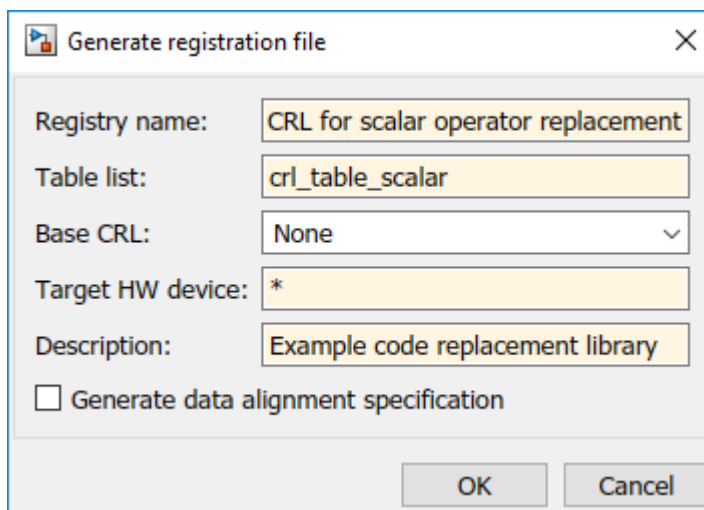 Generate registration file
Registry name: CRL for scalar operator replacement
Table list: crl_table_scalar
Base CRL: None
Target HW device: *
Description: Example code replacement library
Generate data alignment specification
OK Cancel